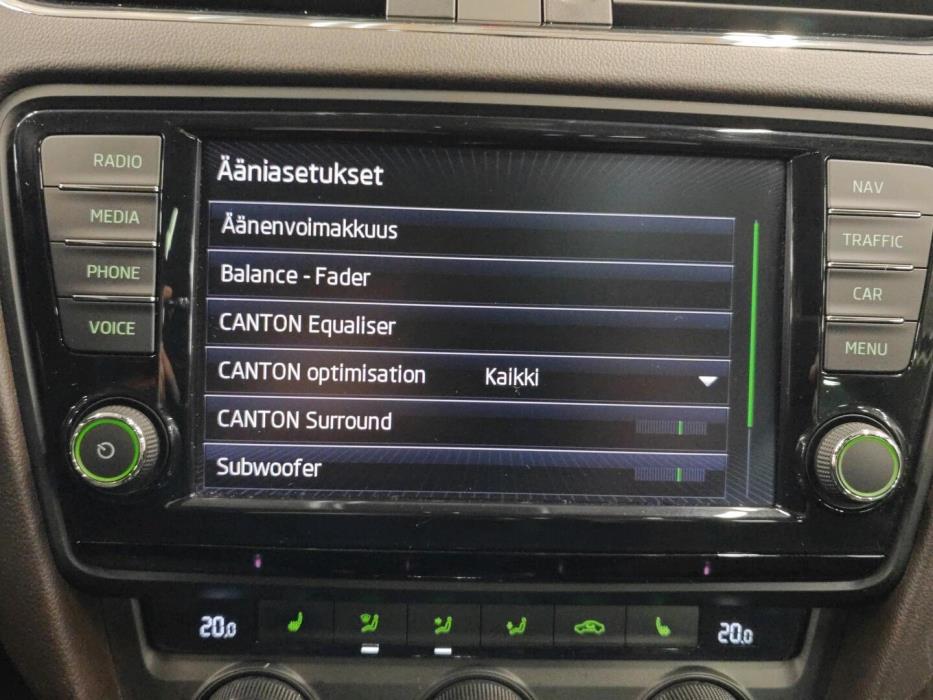 RADIO
MEDIA
PHONE
VOICE
Ääniasetukset
Äänenvoimakkuus
Balance - Fader
CANTON Equaliser
CANTON optimisation Kaikki
CANTON Surround
Subwoofer
NAV
TRAFFIC
CAR
MENU
20,0
20,0